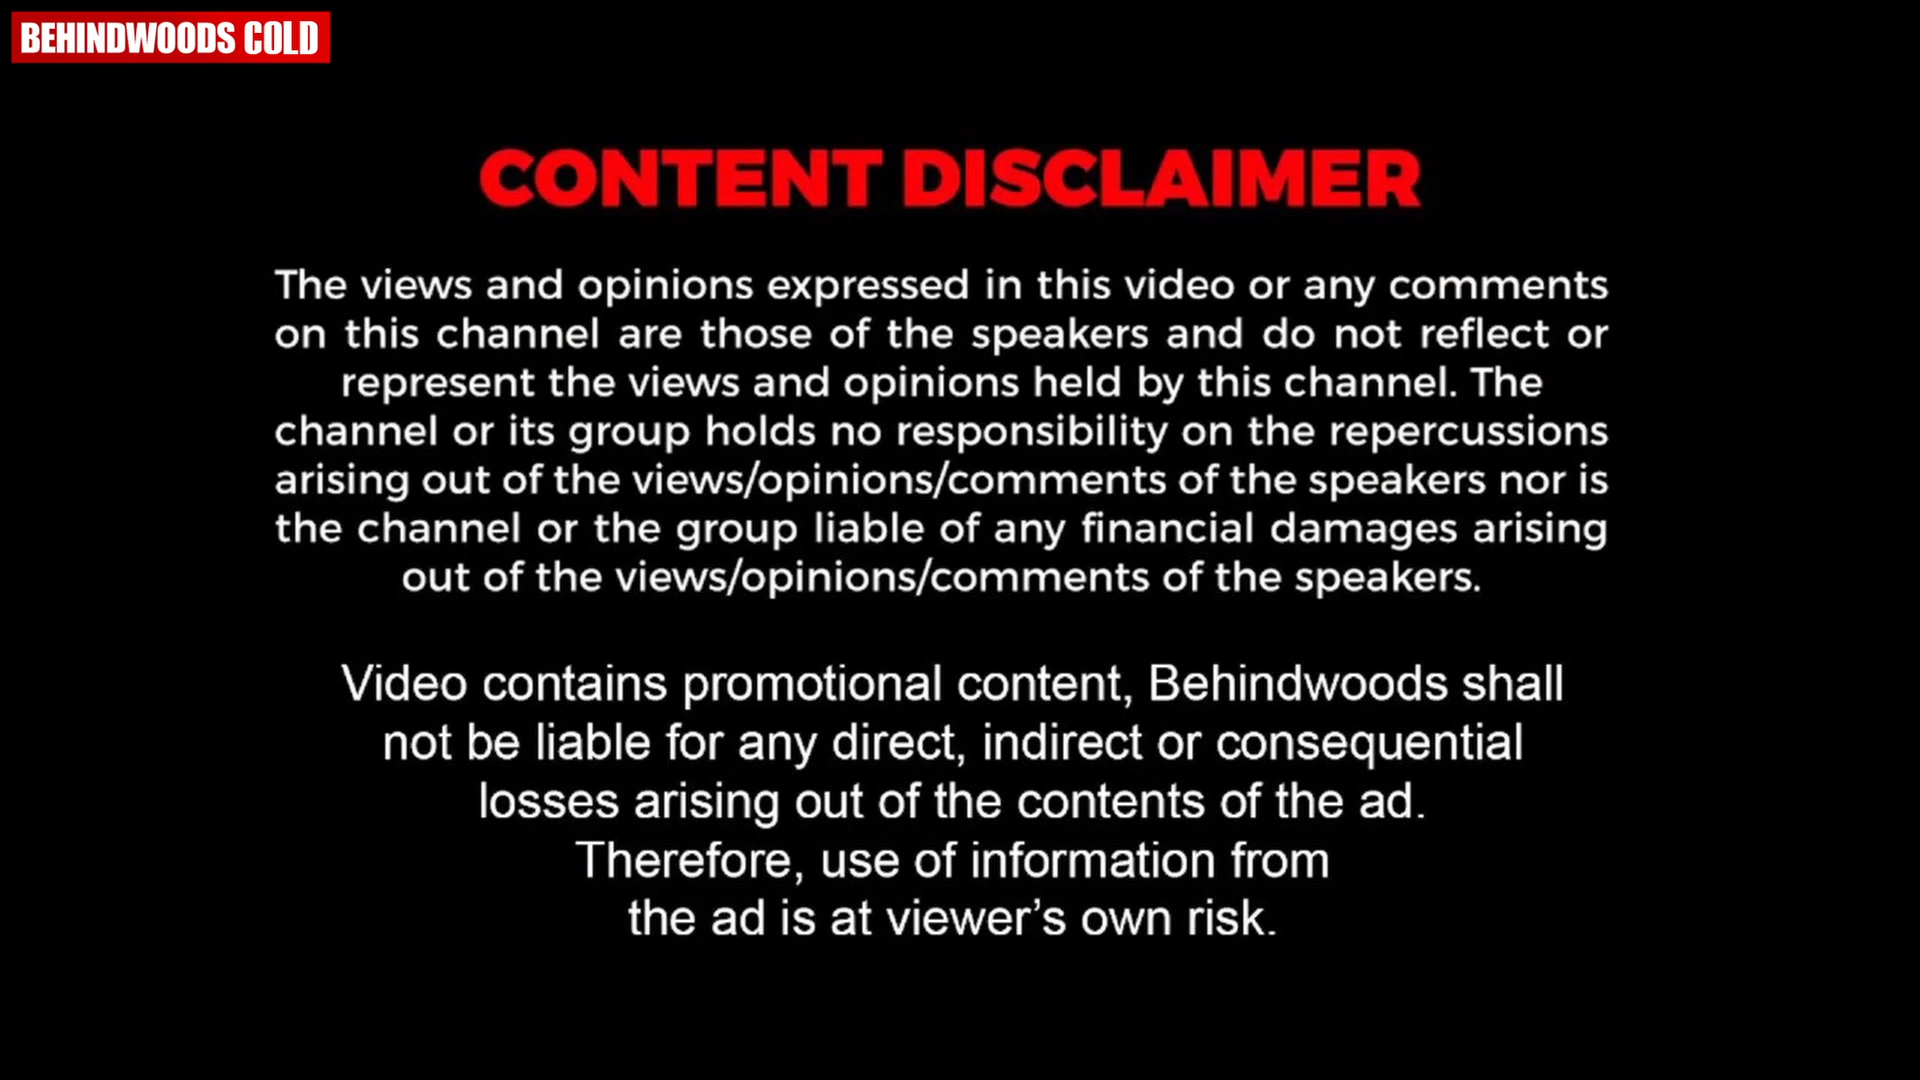 BEHINDWOODS COLD
CONTENT DISCLAIMER
The views and opinions expressed in this video or any comments
on this channel are those of the speakers and do not reflect or
represent the views and opinions held by this channel. The
channel or its group holds no responsibility on the repercussions
arising out of the views/opinions/comments of the speakers nor is
the channel or the group liable of any financial damages arising
out of the views/opinions/comments of the speakers.
Video contains promotional content, Behindwoods shall
not be liable for any direct, indirect or consequential
losses arising out of the contents of the ad.
Therefore, use of information from
the ad is at viewer’s own risk.